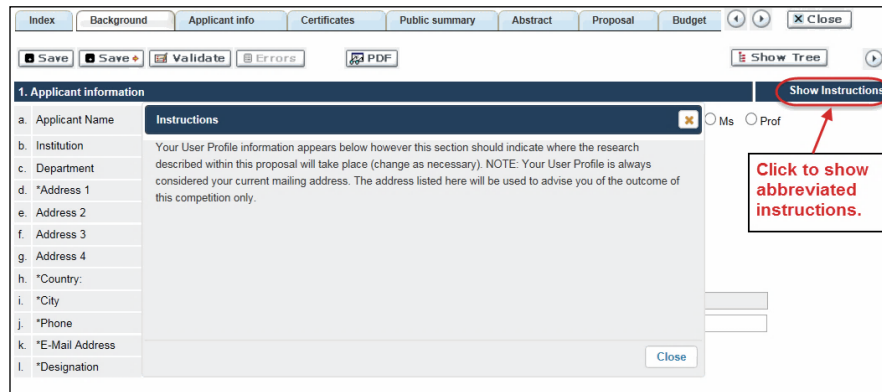 Index Background Applicant info Certificates Public summary Abstract Proposal Budget X Close
Save Save Validate Errors PDF Show Tree
1. Applicant information Show Instructions
a. Applicant Name Instructions Ms Prof
b. Institution Your User Profile information appears below however this section should indicate where the research
c. Department described within this proposal will take place (change as necessary). NOTE: Your User Profile is always
d. *Address 1 considered your current mailing address. The address listed here will be used to advise you of the outcome of
e. Address 2 this competition only.
f. Address 3
g. Address 4
h. *Country:
i. *City
j. *Phone
k. *E-Mail Address
l. *Designation
Close
Click to show
abbreviated
instructions.